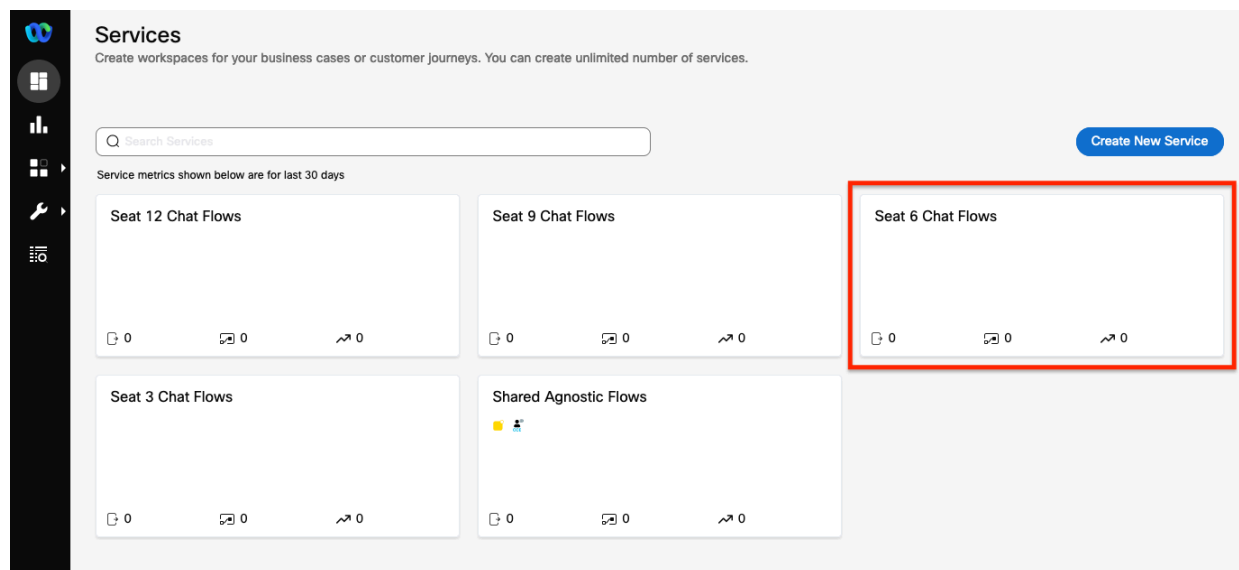 Services
Create workspaces for your business cases or customer journeys. You can create unlimited number of services.
Search Services
Create New Service
Service metrics shown below are for last 30 days
Seat 12 Chat Flows
0
0
0
Seat 9 Chat Flows
0
0
0
Seat 6 Chat Flows
0
0
0
Seat 3 Chat Flows
0
0
0
Shared Agnostic Flows
0
0
0